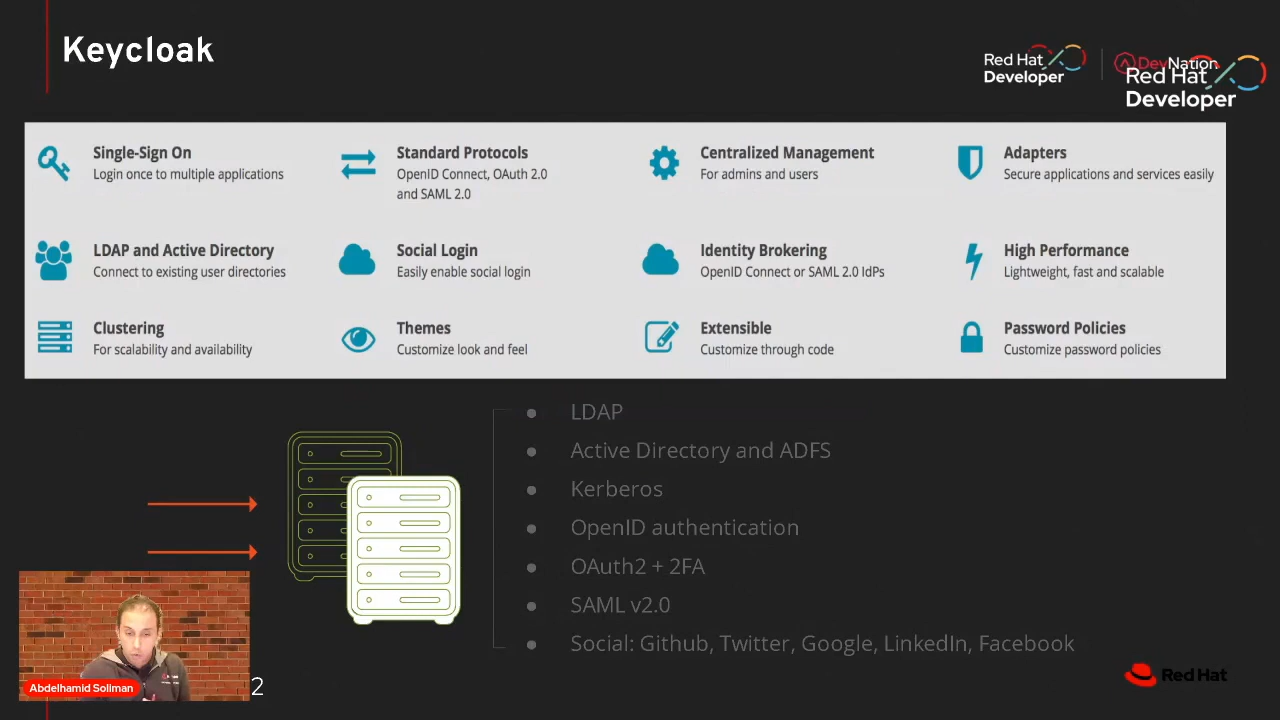 Keycloak
Red Hat
Developer
DevNation
Red Hat
Developer
Single-Sign On
Login once to multiple applications
Standard Protocols
OpenID Connect, OAuth 2.0
and SAML 2.0
Centralized Management
For admins and users
Adapters
Secure applications and services easily
LDAP and Active Directory
Connect to existing user directories
Social Login
Easily enable social login
Identity Brokering
OpenID Connect or SAML 2.0 IdPs
High Performance
Lightweight, fast and scalable
Clustering
For scalability and availability
Themes
Customize look and feel
Extensible
Customize through code
Password Policies
Customize password policies
● LDAP
● Active Directory and ADFS
● Kerberos
● OpenID authentication
● OAuth2 + 2FA
● SAML v2.0
● Social: Github, Twitter, Google, LinkedIn, Facebook
Abdelhamid Soliman
2
Red Hat